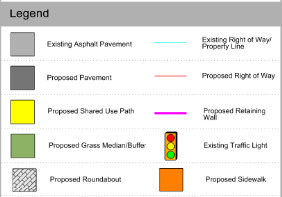 Legend
Existing Asphalt Pavement
Existing Right of Way/
Property Line
Proposed Pavement
Proposed Right of Way
Proposed Shared Use Path
Proposed Retaining
Wall
Proposed Grass Median/Buffer
Existing Traffic Light
Proposed Roundabout
Proposed Sidewalk